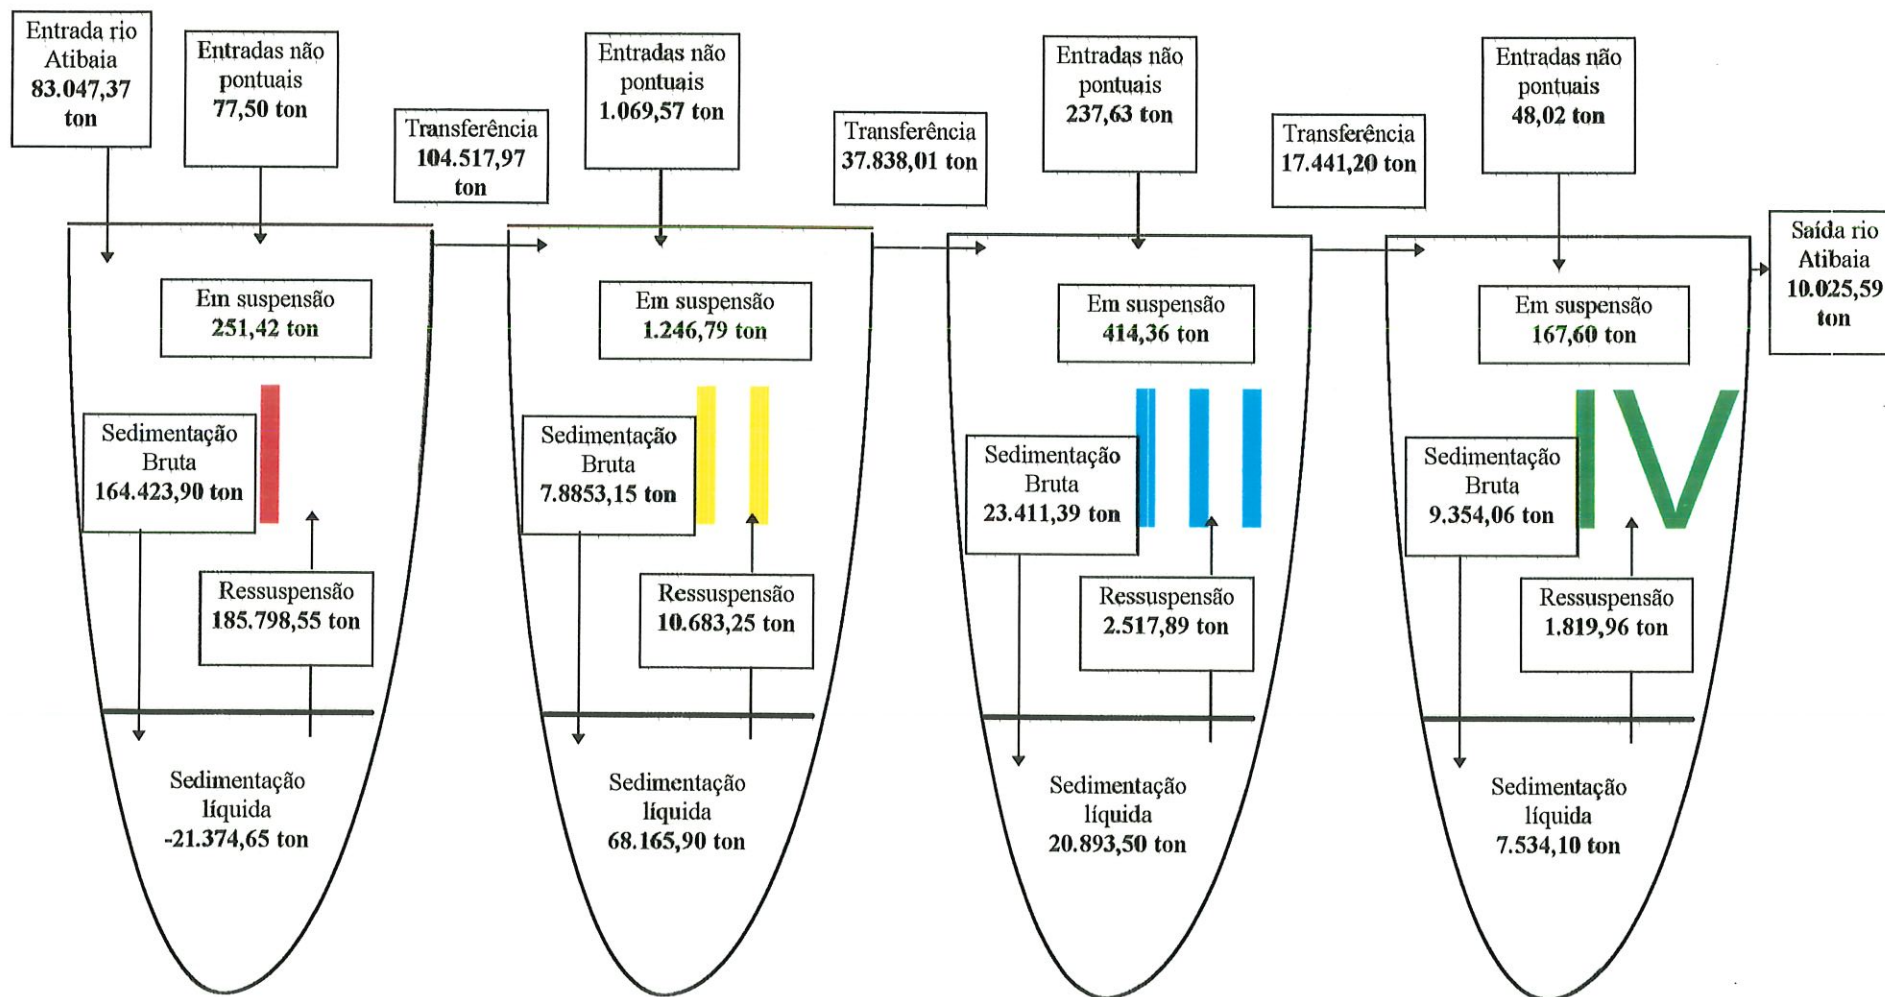 Entrada rio
Atibaia
83.047,37
ton
Entradas não
pontuais
77,50 ton
Transferência
104.517,97
ton
Entradas não
pontuais
1.069,57 ton
Transferência
37.838,01 ton
Entradas não
pontuais
237,63 ton
Transferência
17.441,20 ton
Entradas não
pontuais
48,02 ton
Saída rio
Atibaia
10.025,59
ton
Em suspensão
251,42 ton
I
Sedimentação
Bruta
164.423,90 ton
Ressuspensão
185.798,55 ton
Sedimentação
líquida
-21.374,65 ton
Em suspensão
1.246,79 ton
II
Sedimentação
Bruta
7.8853,15 ton
Ressuspensão
10.683,25 ton
Sedimentação
líquida
68.165,90 ton
Em suspensão
414,36 ton
III
Sedimentação
Bruta
23.411,39 ton
Ressuspensão
2.517,89 ton
Sedimentação
líquida
20.893,50 ton
Em suspensão
167,60 ton
IV
Sedimentação
Bruta
9.354,06 ton
Ressuspensão
1.819,96 ton
Sedimentação
líquida
7.534,10 ton